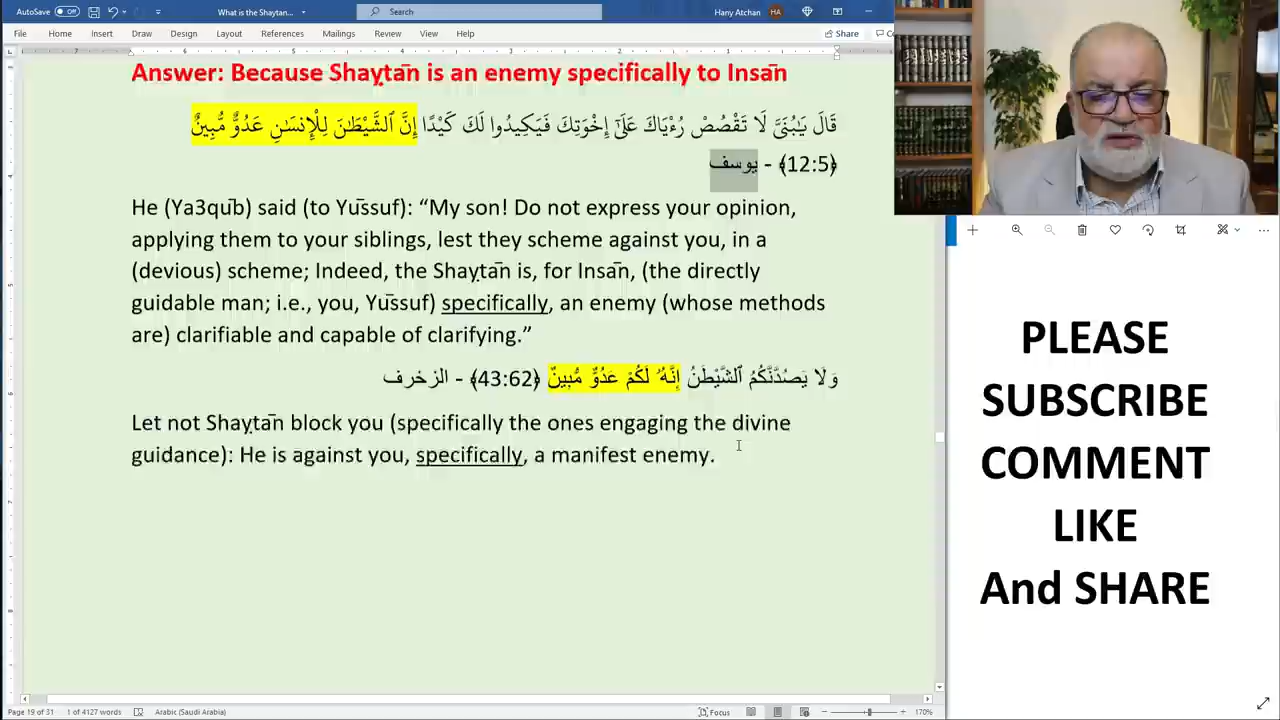 AutoSave Off
What is the Shaytan...
Search
Hany Atchan HA
File Home Insert Draw Design Layout References Mailings Review View Help
Share
Answer: Because Shayṭān is an enemy specifically to Insān
قَالَ يَـٰبُنَىَّ لَا تَقْصُصْ رُءْيَاكَ عَلَىٰٓ إِخْوَتِكَ فَيَكِيدُوا لَكَ كَيْدًا إِنَّ ٱلشَّيْطَـٰنَ لِلْإِنسَـٰنِ عَدُوٌّ مُّبِينٌ
﴿12:5﴾ - يوسف
He (Ya3qūb) said (to Yūssuf): “My son! Do not express your opinion,
applying them to your siblings, lest they scheme against you, in a
(devious) scheme; Indeed, the Shayṭān is, for Insān, (the directly
guidable man; i.e., you, Yūssuf) specifically, an enemy (whose methods
are) clarifiable and capable of clarifying.”
وَلَا يَصُدَّنَّكُمُ ٱلشَّيْطَـٰنُ إِنَّهُۥ لَكُمْ عَدُوٌّ مُّبِينٌ ﴿43:62﴾ - الزخرف
Let not Shayṭān block you (specifically the ones engaging the divine
guidance): He is against you, specifically, a manifest enemy.
PLEASE
SUBSCRIBE
COMMENT
LIKE
And SHARE
Page 19 of 31 1 of 4127 words Arabic (Saudi Arabia)
Focus
170%